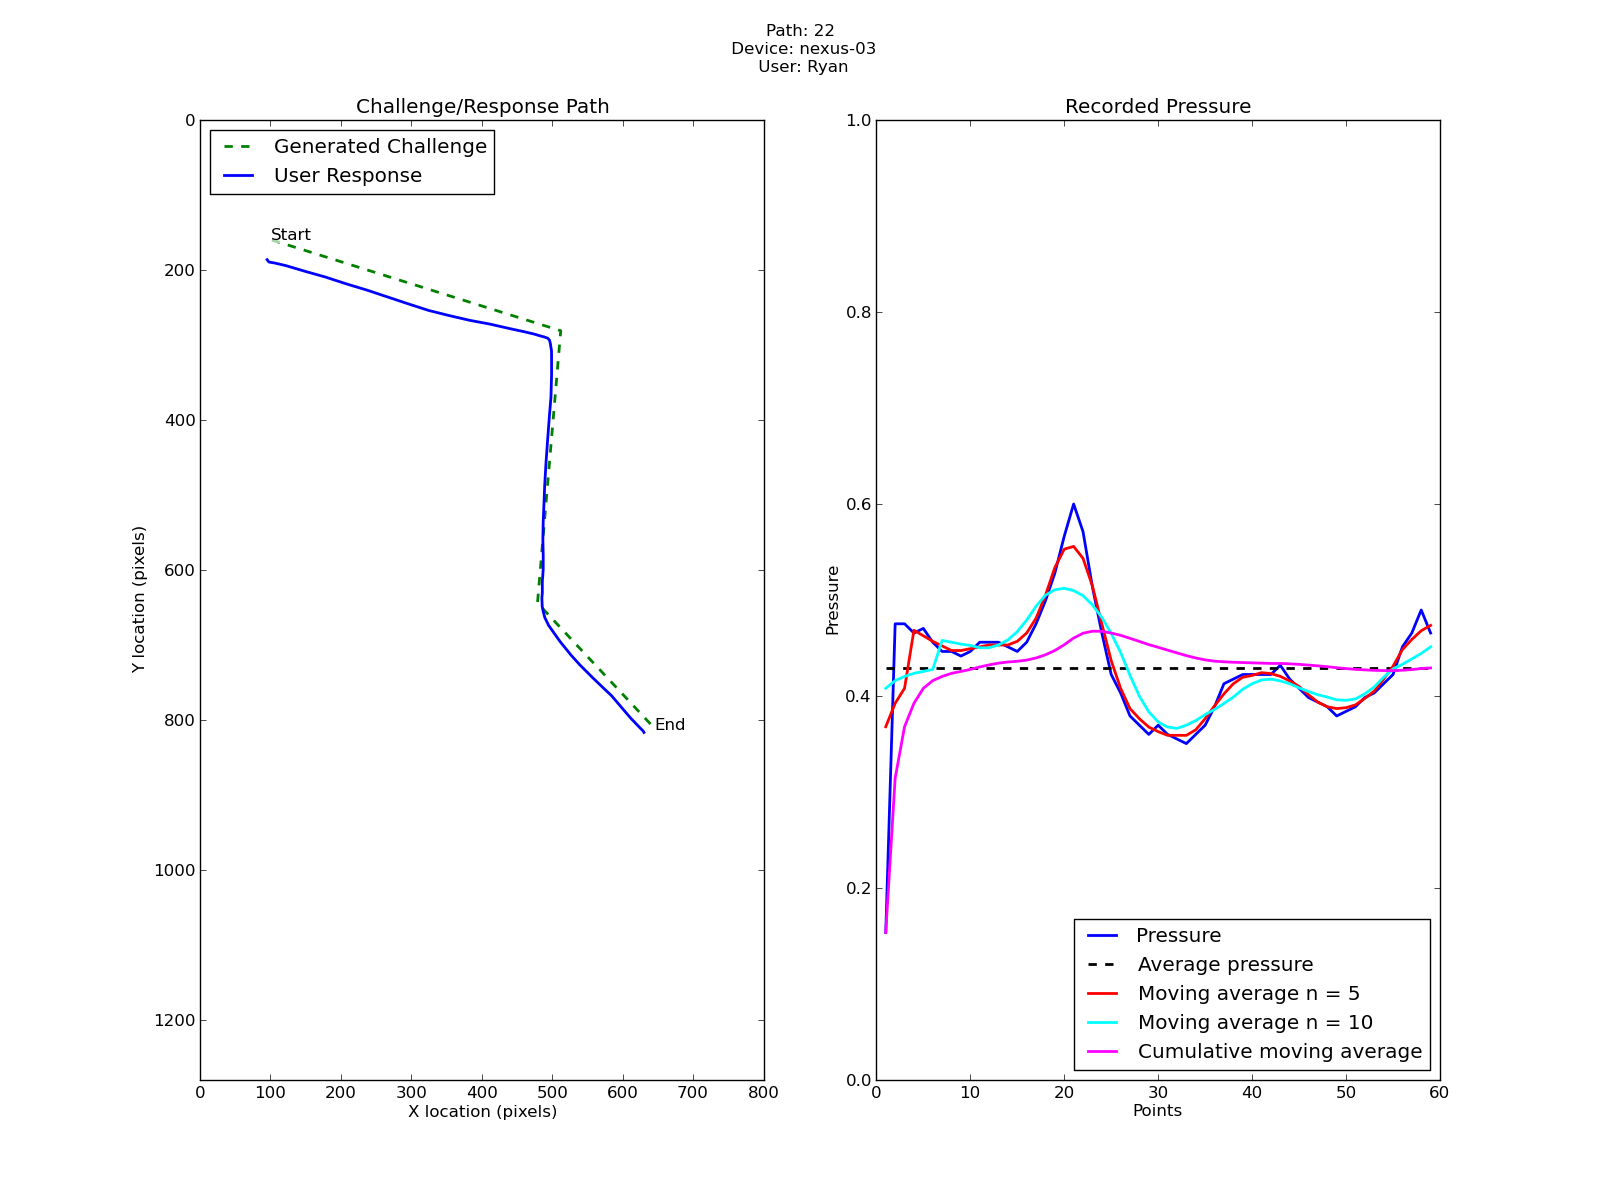 Path: 22
Device: nexus-03
User: Ryan
Challenge/Response Path
Generated Challenge
User Response
Start
End
0
200
400
600
800
1000
1200
Y location (pixels)
0 100 200 300 400 500 600 700 800
X location (pixels)
Recorded Pressure
1.0
0.8
0.6
0.4
0.2
0.0
Pressure
Pressure
Average pressure
Moving average n = 5
Moving average n = 10
Cumulative moving average
0 10 20 30 40 50 60
Points